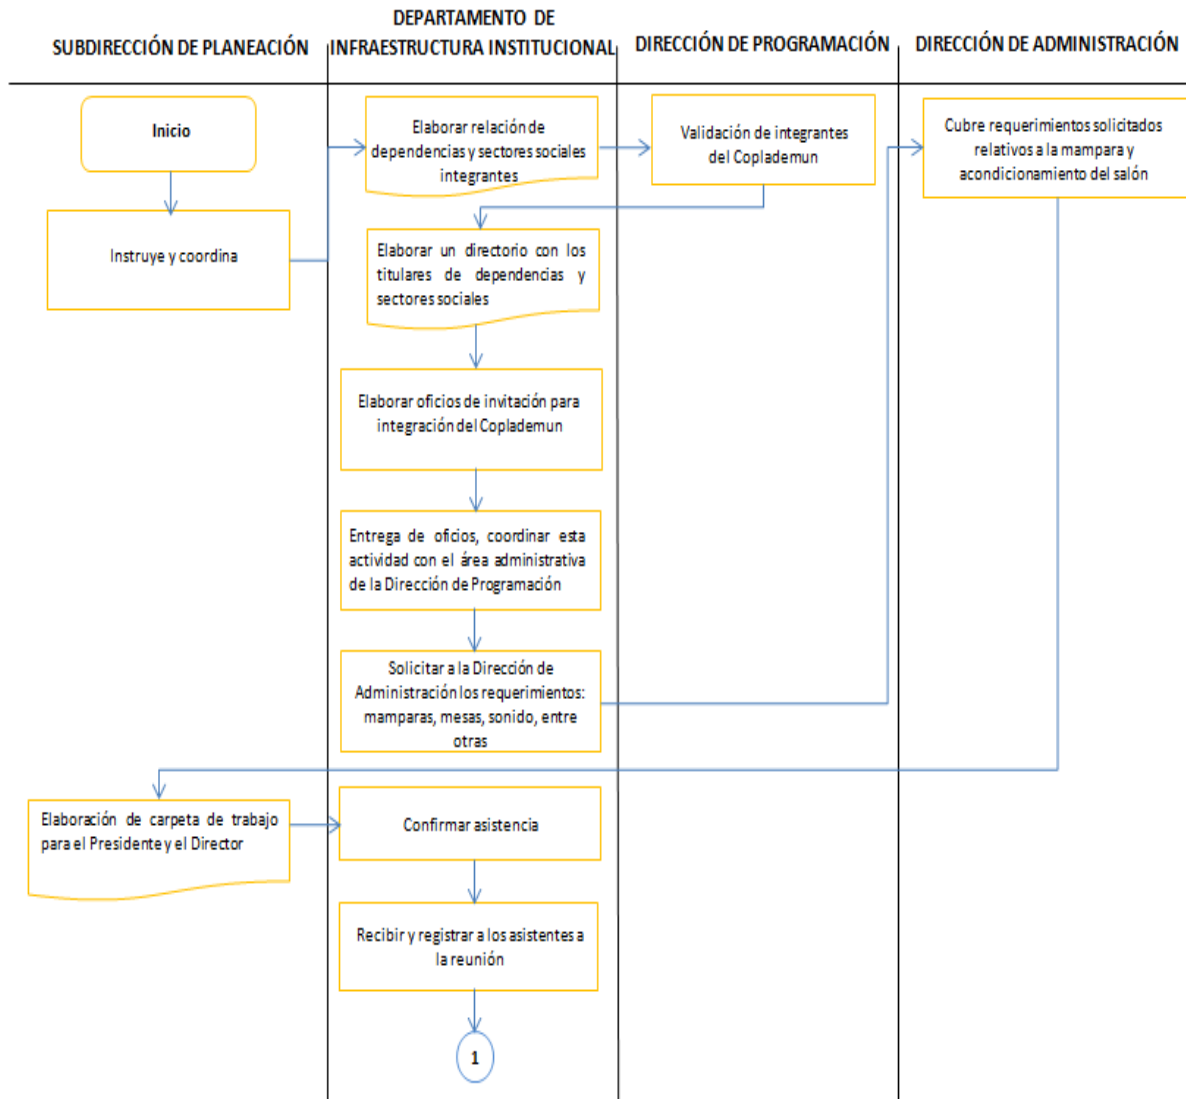 SUBDIRECCIÓN DE PLANEACIÓN
DEPARTAMENTO DE
INFRAESTRUCTURA INSTITUCIONAL
DIRECCIÓN DE PROGRAMACIÓN
DIRECCIÓN DE ADMINISTRACIÓN
Inicio
Instruye y coordina
Elaborar relación de
dependencias y sectores sociales
integrantes
Validación de integrantes
del Coplademun
Cubre requerimientos solicitados
relativos a la mampara y
acondicionamiento del salón
Elaborar un directorio con los
titulares de dependencias y
sectores sociales
Elaborar oficios de invitación para
integración del Coplademun
Entrega de oficios, coordinar esta
actividad con el área administrativa
de la Dirección de Programación
Solicitar a la Dirección de
Administración los requerimientos:
mamparas, mesas, sonido, entre
otras
Elaboración de carpeta de trabajo
para el Presidente y el Director
Confirmar asistencia
Recibir y registrar a los asistentes a
la reunión
1